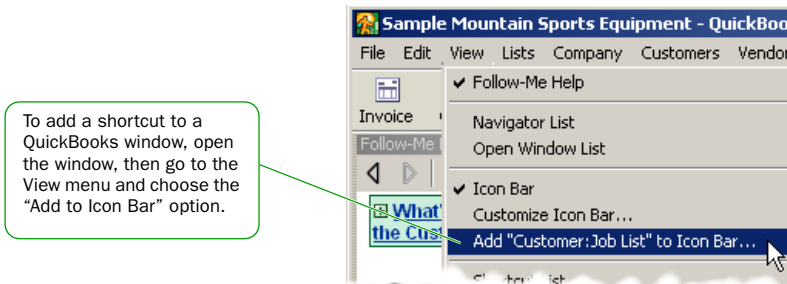 Sample Mountain Sports Equipment - QuickBoo
File Edit View Lists Company Customers Vendor
Invoice
Follow-Me
What'
the Cust
✔ Follow-Me Help
Navigator List
Open Window List
✔ Icon Bar
Customize Icon Bar...
Add "Customer:Job List" to Icon Bar...
To add a shortcut to a
QuickBooks window, open
the window, then go to the
View menu and choose the
“Add to Icon Bar” option.